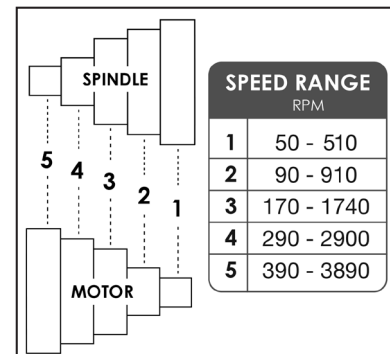 SPINDLE
5
4
3
2
1
MOTOR
SPEED RANGE
RPM
1 50 - 510
2 90 - 910
3 170 - 1740
4 290 - 2900
5 390 - 3890